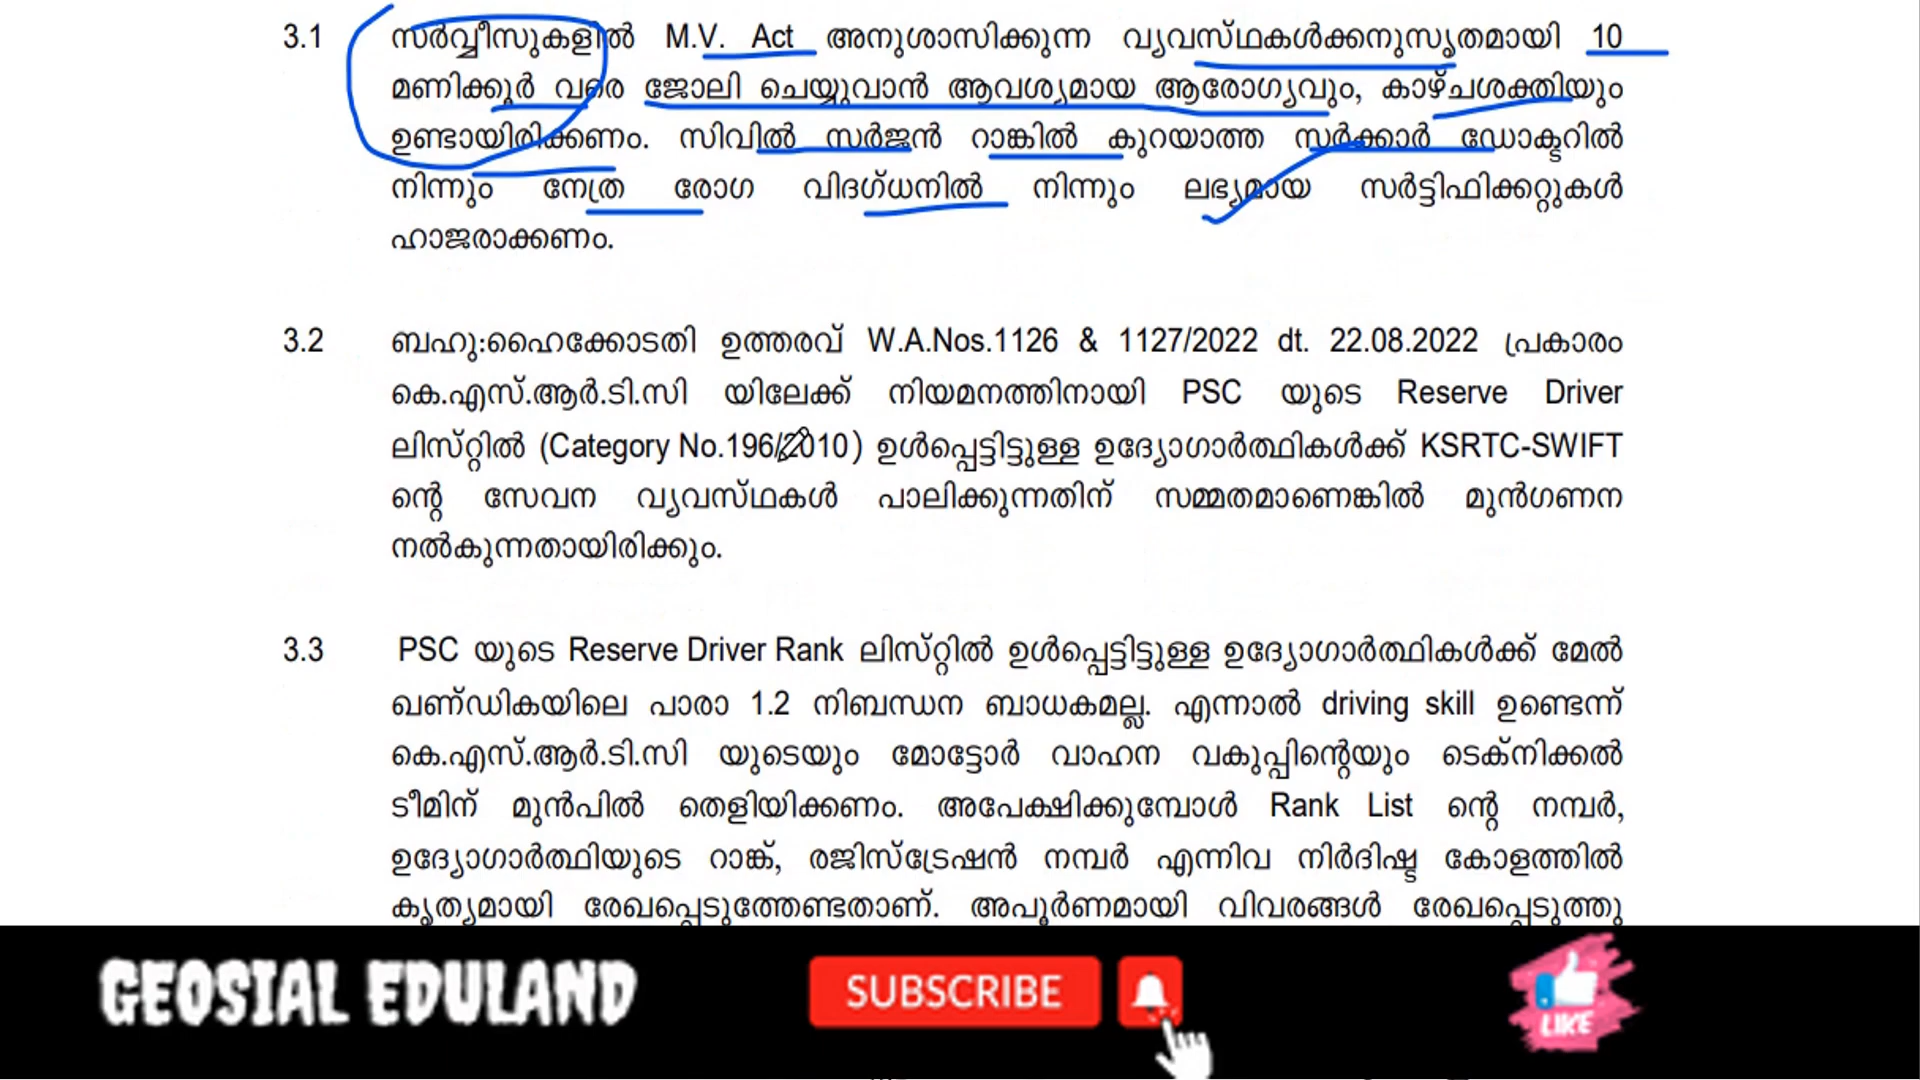 3.1 സർവ്വീസുകളിൽ M.V. Act അനുശാസിക്കുന്ന വ്യവസ്ഥകൾക്കനുസൃതമായി 10
മണിക്കൂർ വരെ ജോലി ചെയ്യുവാൻ ആവശ്യമായ ആരോഗ്യവും, കാഴ്ചശക്തിയും
ഉണ്ടായിരിക്കണം. സിവിൽ സർജൻ റാങ്കിൽ കുറയാത്ത സർക്കാർ ഡോക്ടറിൽ
നിന്നും നേത്ര രോഗ വിദഗ്ധനിൽ നിന്നും ലഭ്യമായ സർട്ടിഫിക്കറ്റുകൾ
ഹാജരാക്കണം.
3.2 ബഹു:ഹൈക്കോടതി ഉത്തരവ് W.A.Nos.1126 & 1127/2022 dt. 22.08.2022 പ്രകാരം
കെ.എസ്.ആർ.ടി.സി യിലേക്ക് നിയമനത്തിനായി PSC യുടെ Reserve Driver
ലിസ്റ്റിൽ (Category No.196/2010) ഉൾപ്പെട്ടിട്ടുള്ള ഉദ്യോഗാർത്ഥികൾക്ക് KSRTC-SWIFT
ന്റെ സേവന വ്യവസ്ഥകൾ പാലിക്കുന്നതിന് സമ്മതമാണെങ്കിൽ മുൻഗണന
നൽകുന്നതായിരിക്കും.
3.3 PSC യുടെ Reserve Driver Rank ലിസ്റ്റിൽ ഉൾപ്പെട്ടിട്ടുള്ള ഉദ്യോഗാർത്ഥികൾക്ക് മേൽ
ഖണ്ഡികയിലെ പാരാ 1.2 നിബന്ധന ബാധകമല്ല. എന്നാൽ driving skill ഉണ്ടെന്ന്
കെ.എസ്.ആർ.ടി.സി യുടെയും മോട്ടോർ വാഹന വകുപ്പിന്റെയും ടെക്നിക്കൽ
ടീമിന് മുൻപിൽ തെളിയിക്കണം. അപേക്ഷിക്കുമ്പോൾ Rank List ന്റെ നമ്പർ,
ഉദ്യോഗാർത്ഥിയുടെ റാങ്ക്, രജിസ്ട്രേഷൻ നമ്പർ എന്നിവ നിർദിഷ്ട കോളത്തിൽ
കൃത്യമായി രേഖപ്പെടുത്തേണ്ടതാണ്. അപൂർണമായി വിവരങ്ങൾ രേഖപ്പെടുത്തു
GEOSIAL EDULAND
SUBSCRIBE
LIKE